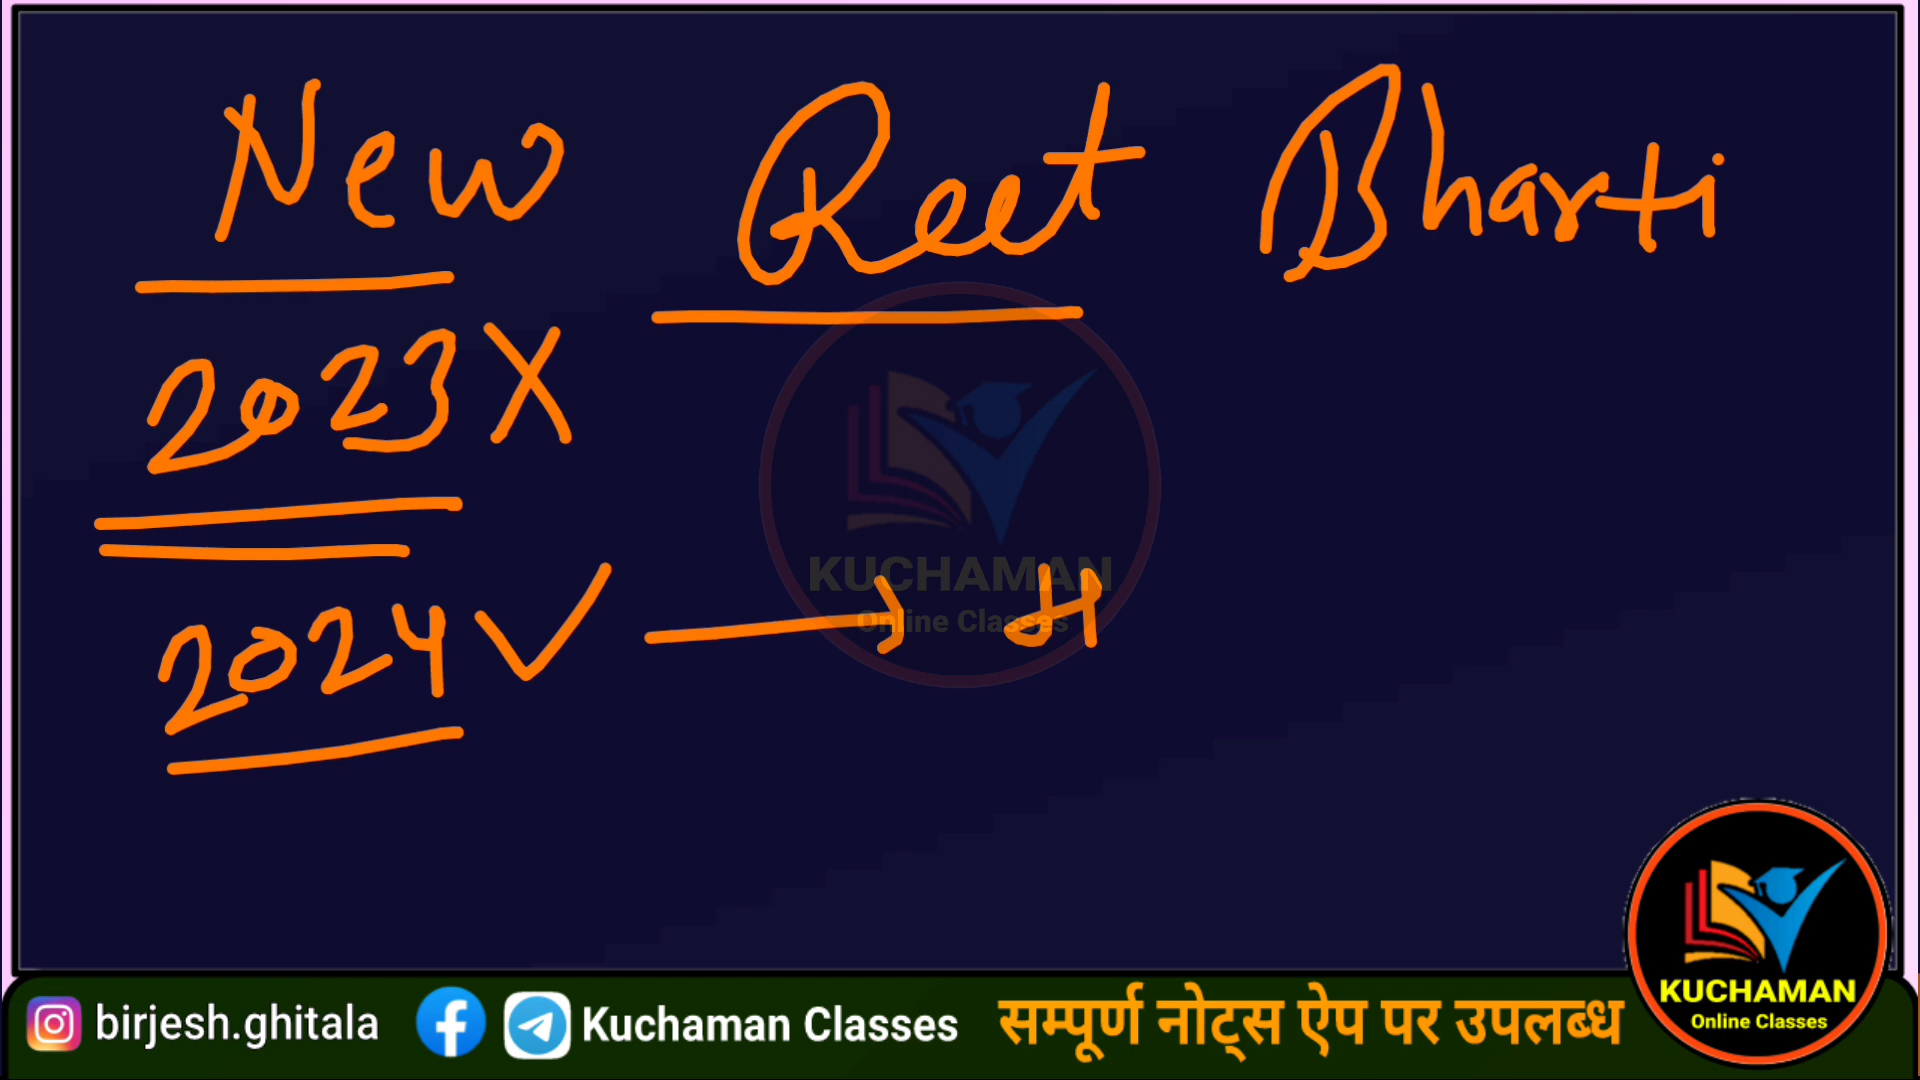 New Reet Bharti
2023 X
2024 ✓ → म
KUCHAMAN
Online Classes
birjesh.ghitala
Kuchaman Classes
सम्पूर्ण नोट्स ऐप पर उपलब्ध
KUCHAMAN
Online Classes